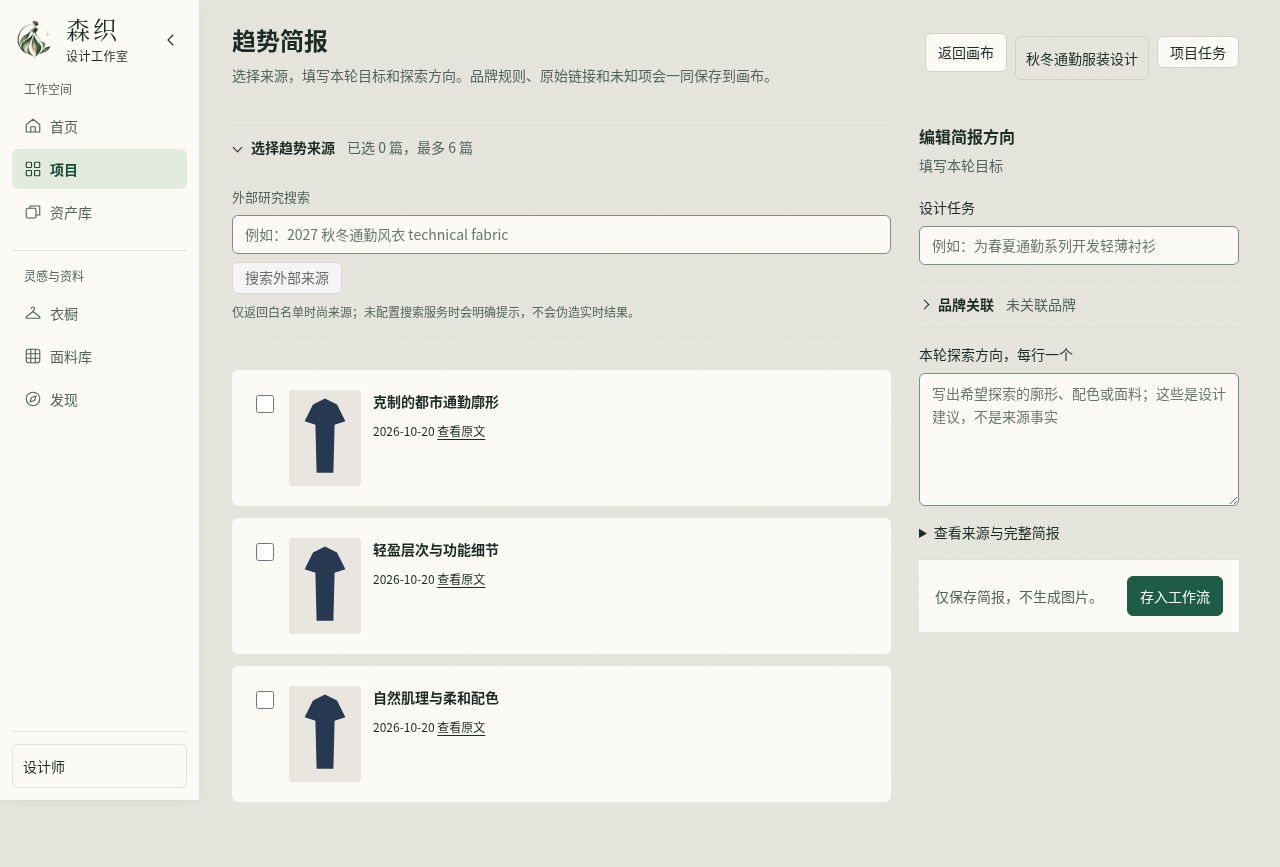 森织
设计工作室
工作空间
首页
项目
资产库
灵感与资料
衣橱
面料库
发现
设计师
趋势简报
选择来源，填写本轮目标和探索方向。品牌规则、原始链接和未知项会一同保存到画布。
返回画布
秋冬通勤服装设计
项目任务
选择趋势来源 已选 0 篇，最多 6 篇
外部研究搜索
例如：2027 秋冬通勤风衣 technical fabric
搜索外部来源
仅返回白名单时尚来源；未配置搜索服务时会明确提示，不会伪造实时结果。
克制的都市通勤廓形
2026-10-20 查看原文
轻盈层次与功能细节
2026-10-20 查看原文
自然肌理与柔和配色
2026-10-20 查看原文
编辑简报方向
填写本轮目标
设计任务
例如：为春夏通勤系列开发轻薄衬衫
品牌关联 未关联品牌
本轮探索方向，每行一个
写出希望探索的廓形、配色或面料；这些是设计
建议，不是来源事实
查看来源与完整简报
仅保存简报，不生成图片。
存入工作流